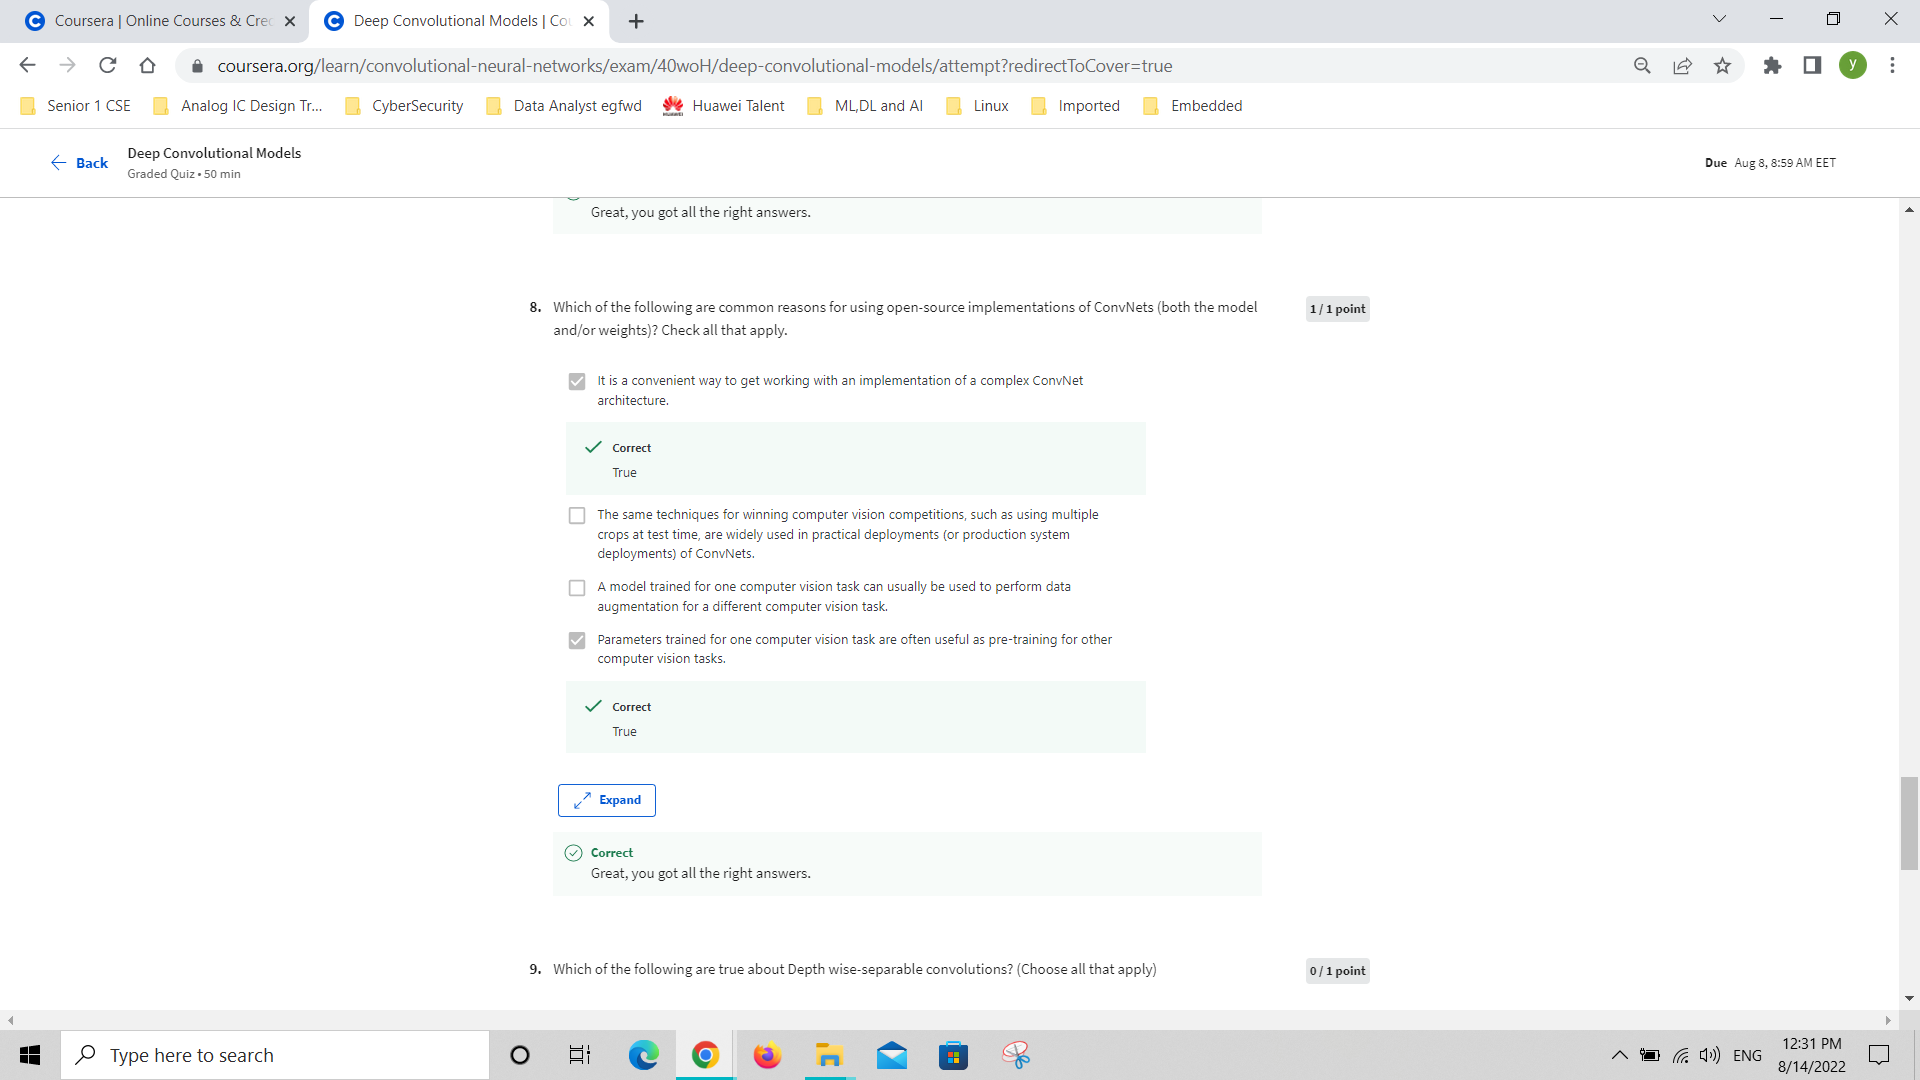 Coursera | Online Courses & Cre
Deep Convolutional Models | Co
coursera.org/learn/convolutional-neural-networks/exam/40woH/deep-convolutional-models/attempt?redirectToCover=true
y
Senior 1 CSE
Analog IC Design Tr...
CyberSecurity
Data Analyst egfwd
HUAWEI
Huawei Talent
ML,DL and AI
Linux
Imported
Embedded
Back
Deep Convolutional Models
Graded Quiz • 50 min
Due Aug 8, 8:59 AM EET
Great, you got all the right answers.
8. Which of the following are common reasons for using open-source implementations of ConvNets (both the model
and/or weights)? Check all that apply.
1 / 1 point
It is a convenient way to get working with an implementation of a complex ConvNet
architecture.
Correct
True
The same techniques for winning computer vision competitions, such as using multiple
crops at test time, are widely used in practical deployments (or production system
deployments) of ConvNets.
A model trained for one computer vision task can usually be used to perform data
augmentation for a different computer vision task.
Parameters trained for one computer vision task are often useful as pre-training for other
computer vision tasks.
Correct
True
Expand
Correct
Great, you got all the right answers.
9. Which of the following are true about Depth wise-separable convolutions? (Choose all that apply)
0 / 1 point
Type here to search
ENG
12:31 PM
8/14/2022